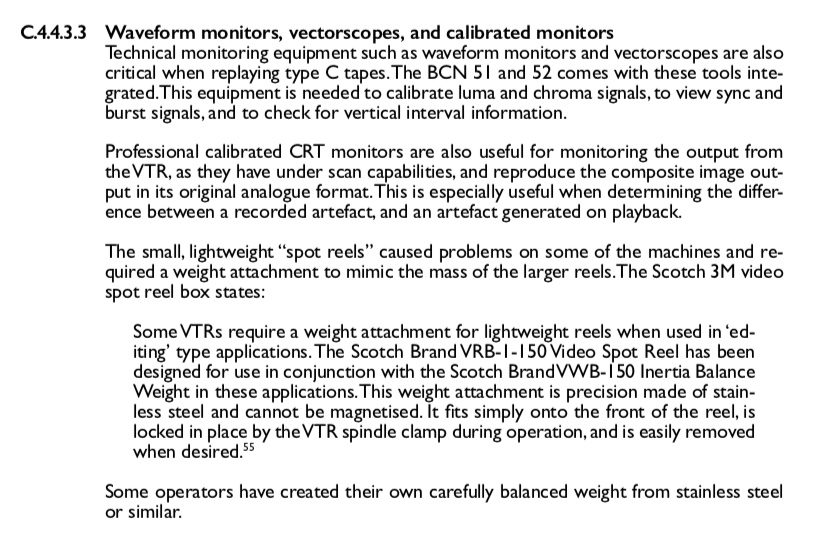 C.4.4.3.3 Waveform monitors, vectorscopes, and calibrated monitors
Technical monitoring equipment such as waveform monitors and vectorscopes are also
critical when replaying type C tapes. The BCN 51 and 52 comes with these tools inte-
grated. This equipment is needed to calibrate luma and chroma signals, to view sync and
burst signals, and to check for vertical interval information.
Professional calibrated CRT monitors are also useful for monitoring the output from
the VTR, as they have under scan capabilities, and reproduce the composite image out-
put in its original analogue format. This is especially useful when determining the differ-
ence between a recorded artefact, and an artefact generated on playback.
The small, lightweight “spot reels” caused problems on some of the machines and re-
quired a weight attachment to mimic the mass of the larger reels. The Scotch 3M video
spot reel box states:
Some VTRs require a weight attachment for lightweight reels when used in ‘ed-
iting’ type applications. The Scotch Brand VRB-1-150 Video Spot Reel has been
designed for use in conjunction with the Scotch Brand VWB-150 Inertia Balance
Weight in these applications. This weight attachment is precision made of stain-
less steel and cannot be magnetised. It fits simply onto the front of the reel, is
locked in place by the VTR spindle clamp during operation, and is easily removed
when desired.55
Some operators have created their own carefully balanced weight from stainless steel
or similar.